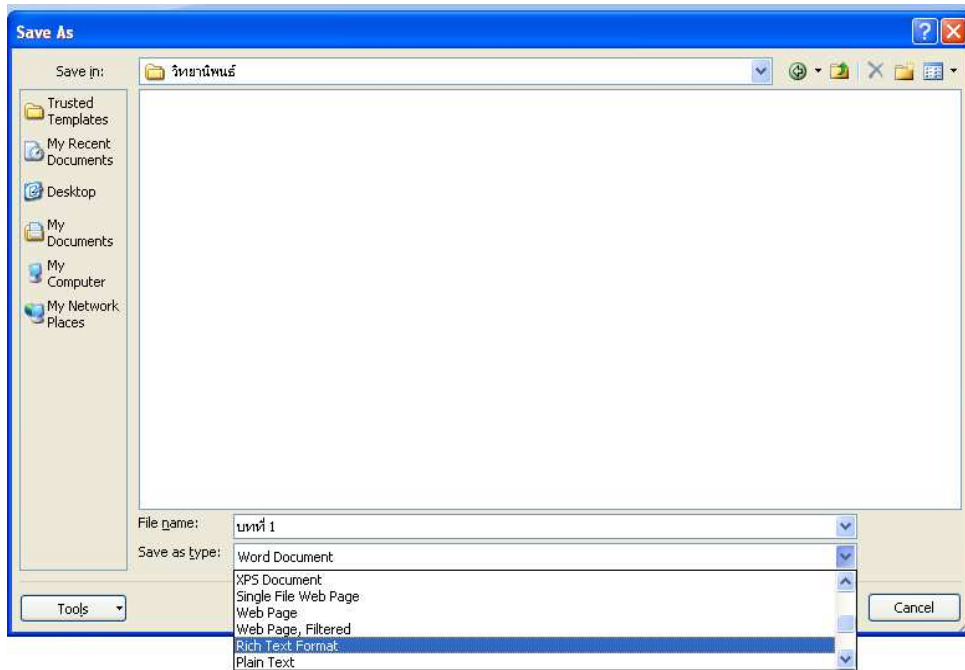 Save As
Save in:
วิทยานิพนธ์
Trusted
Templates
My Recent
Documents
Desktop
My
Documents
My
Computer
My Network
Places
File name:
บทที่ 1
Save as type:
Word Document
XPS Document
Single File Web Page
Web Page
Web Page, Filtered
Rich Text Format
Plain Text
Tools
Cancel